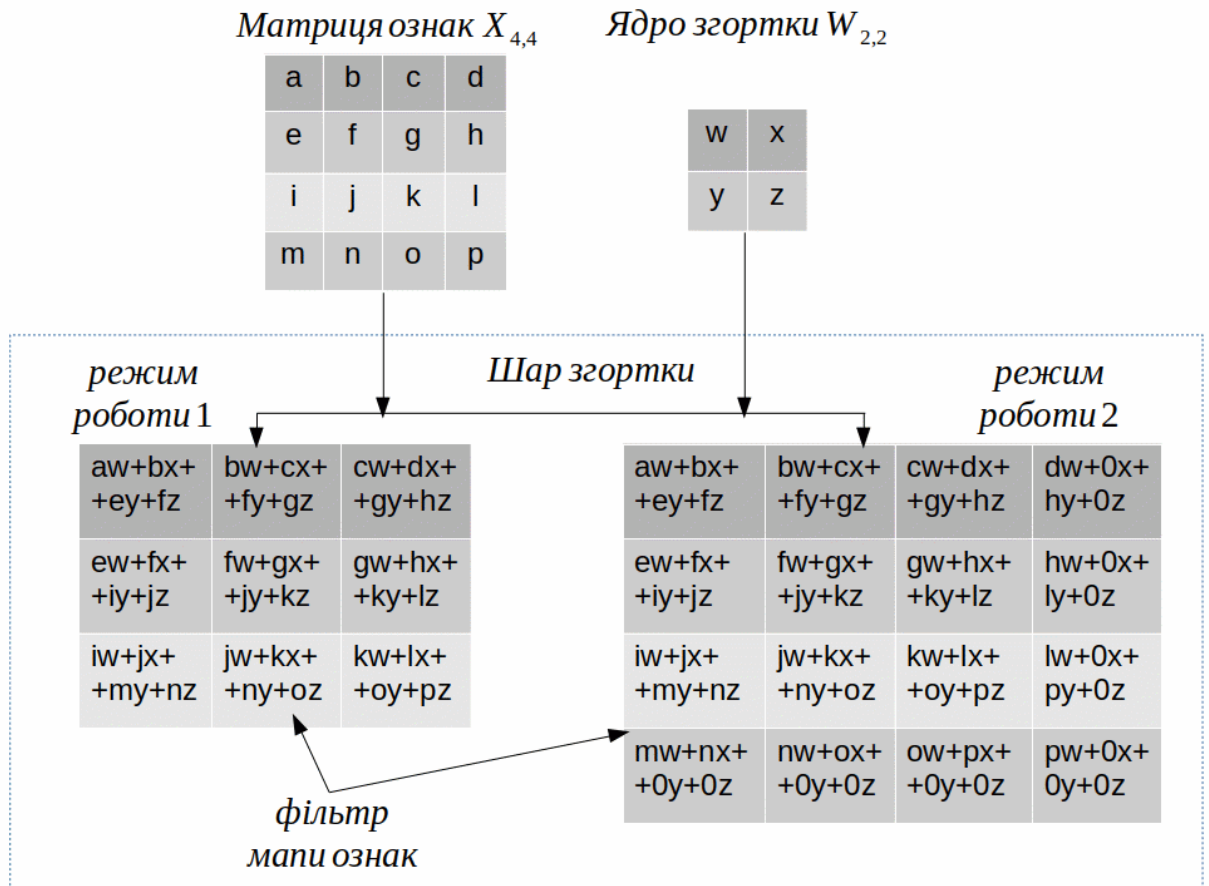 Матриця ознак X 4,4
Ядро згортки W 2,2
a b c d
e f g h
i j k l
m n o p
w x
y z
Шар згортки
режим
роботи 1
aw+bx+ bw+cx+ cw+dx+
+ey+fz +fy+gz +gy+hz
ew+fx+ fw+gx+ gw+hx+
+iy+jz +jy+kz +ky+lz
iw+jx+ jw+kx+ kw+lx+
+my+nz +ny+oz +oy+pz
режим
роботи 2
aw+bx+ bw+cx+ cw+dx+ dw+0x+
+ey+fz +fy+gz +gy+hz hy+0z
ew+fx+ fw+gx+ gw+hx+ hw+0x+
+iy+jz +jy+kz +ky+lz ly+0z
iw+jx+ jw+kx+ kw+lx+ lw+0x+
+my+nz +ny+oz +oy+pz py+0z
mw+nx+ nw+ox+ ow+px+ pw+0x+
+0y+0z +0y+0z +0y+0z 0y+0z
фільтр
мапи ознак